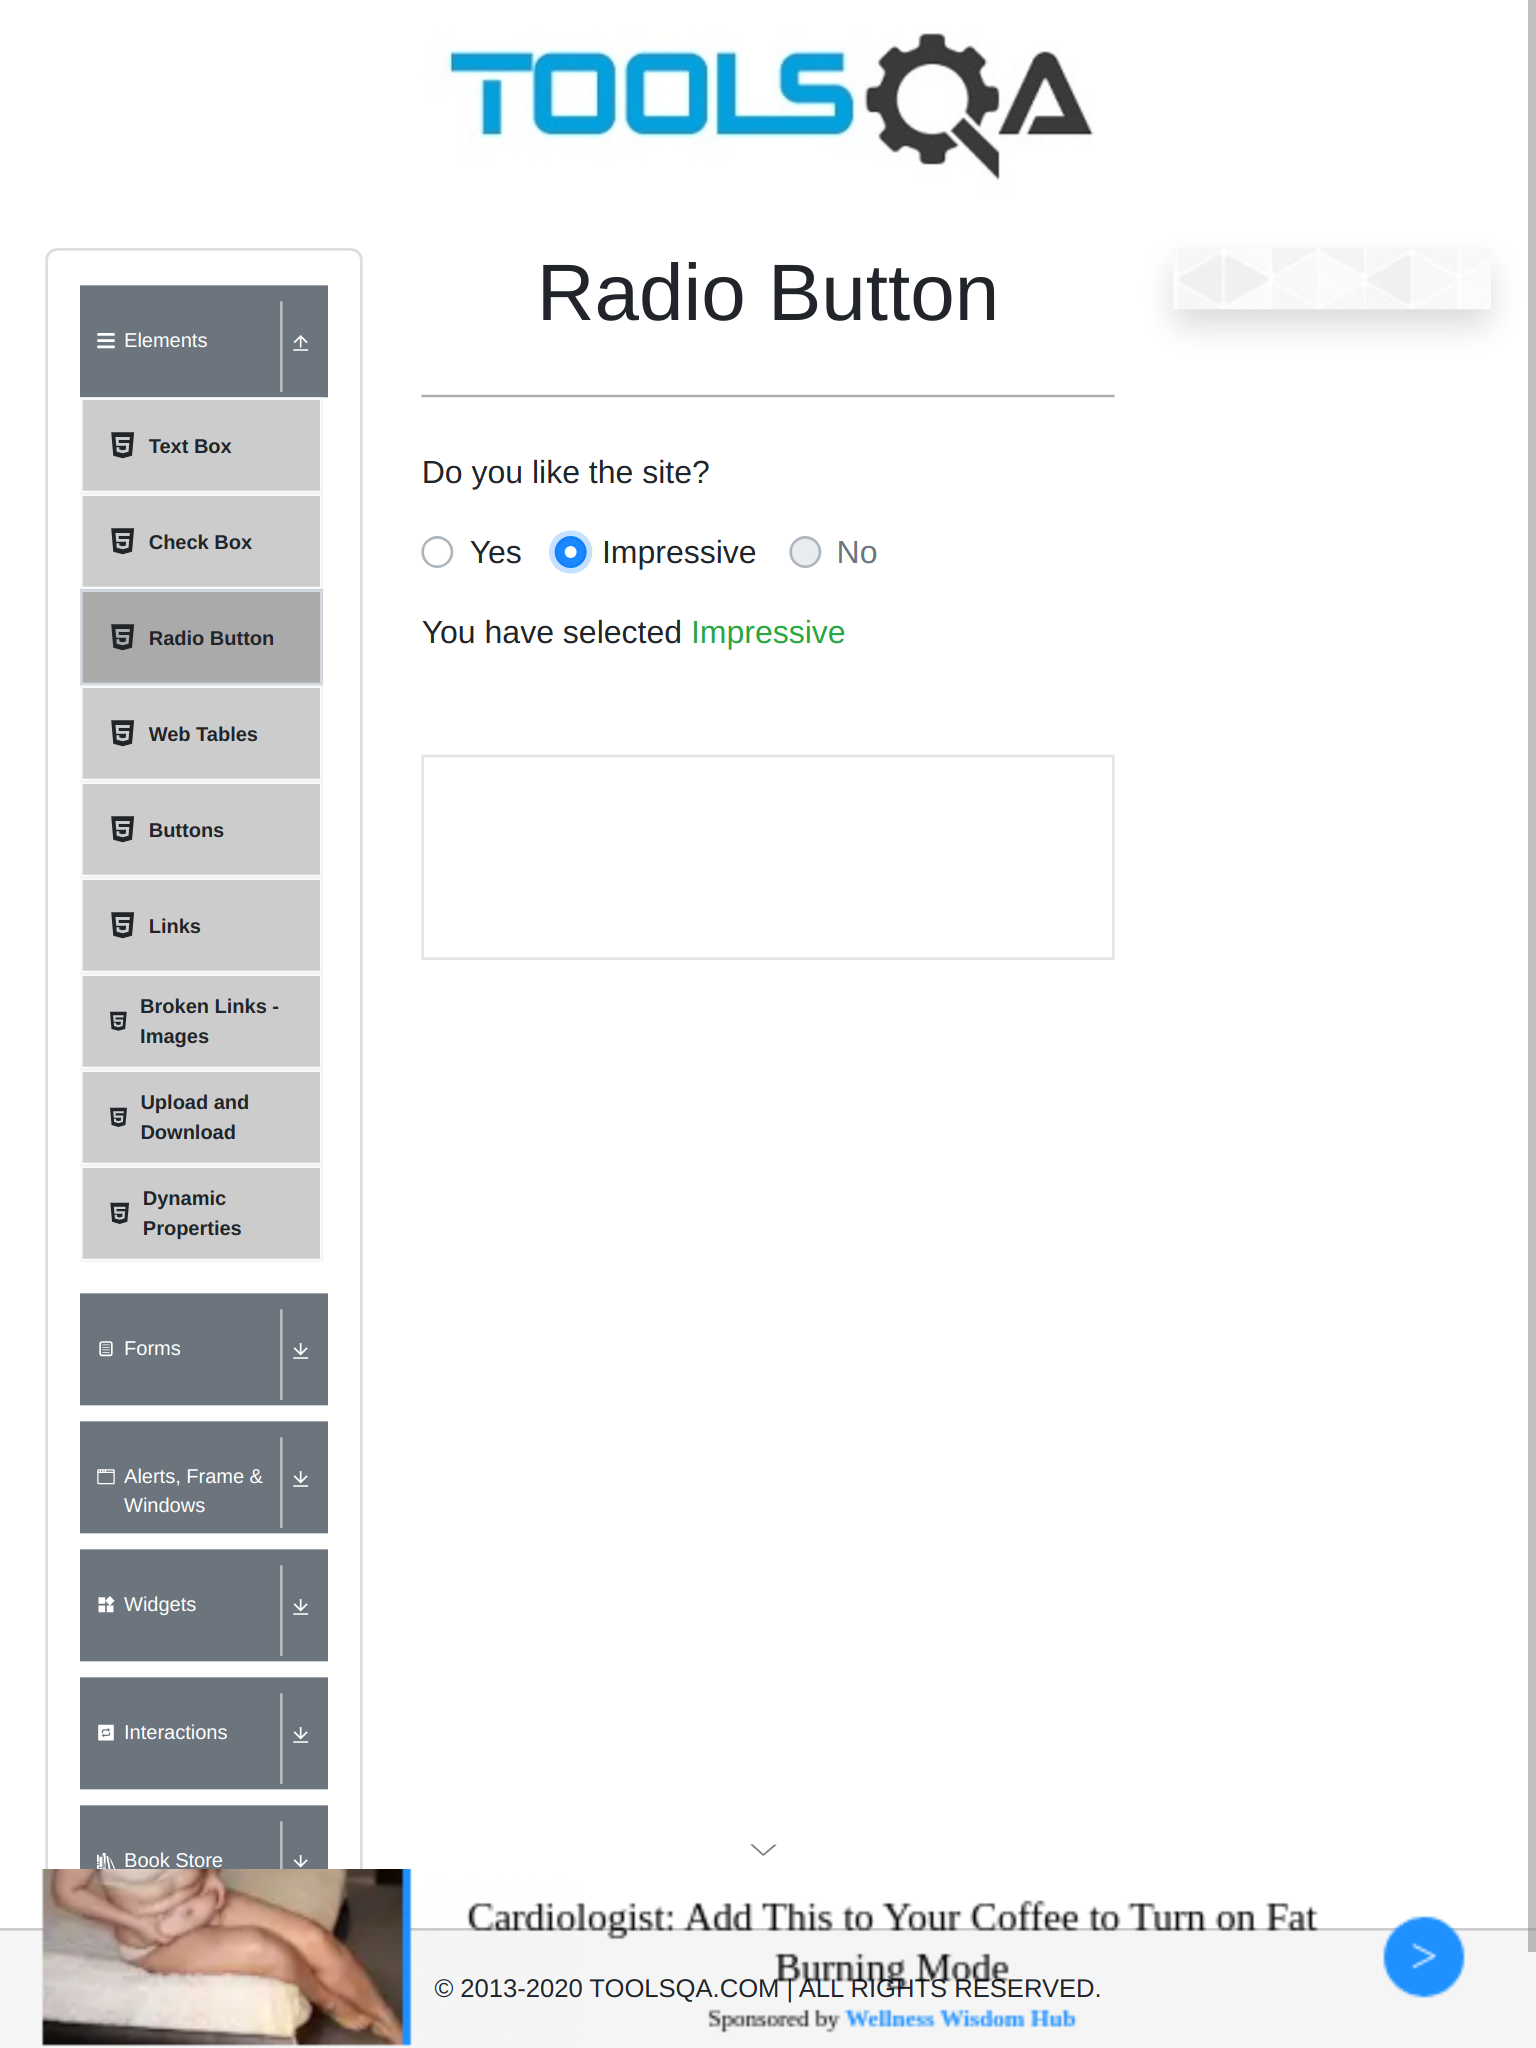 TOOLSQA
Radio Button
Elements
Text Box
Check Box
Radio Button
Web Tables
Buttons
Links
Broken Links -
Images
Upload and
Download
Dynamic
Properties
Forms
Alerts, Frame &
Windows
Widgets
Interactions
Book Store
Do you like the site?
Yes Impressive No
You have selected Impressive
Cardiologist: Add This to Your Coffee to Turn on Fat
Burning Mode
© 2013-2020 TOOLSQA.COM | ALL RIGHTS RESERVED.
Sponsored by Wellness Wisdom Hub